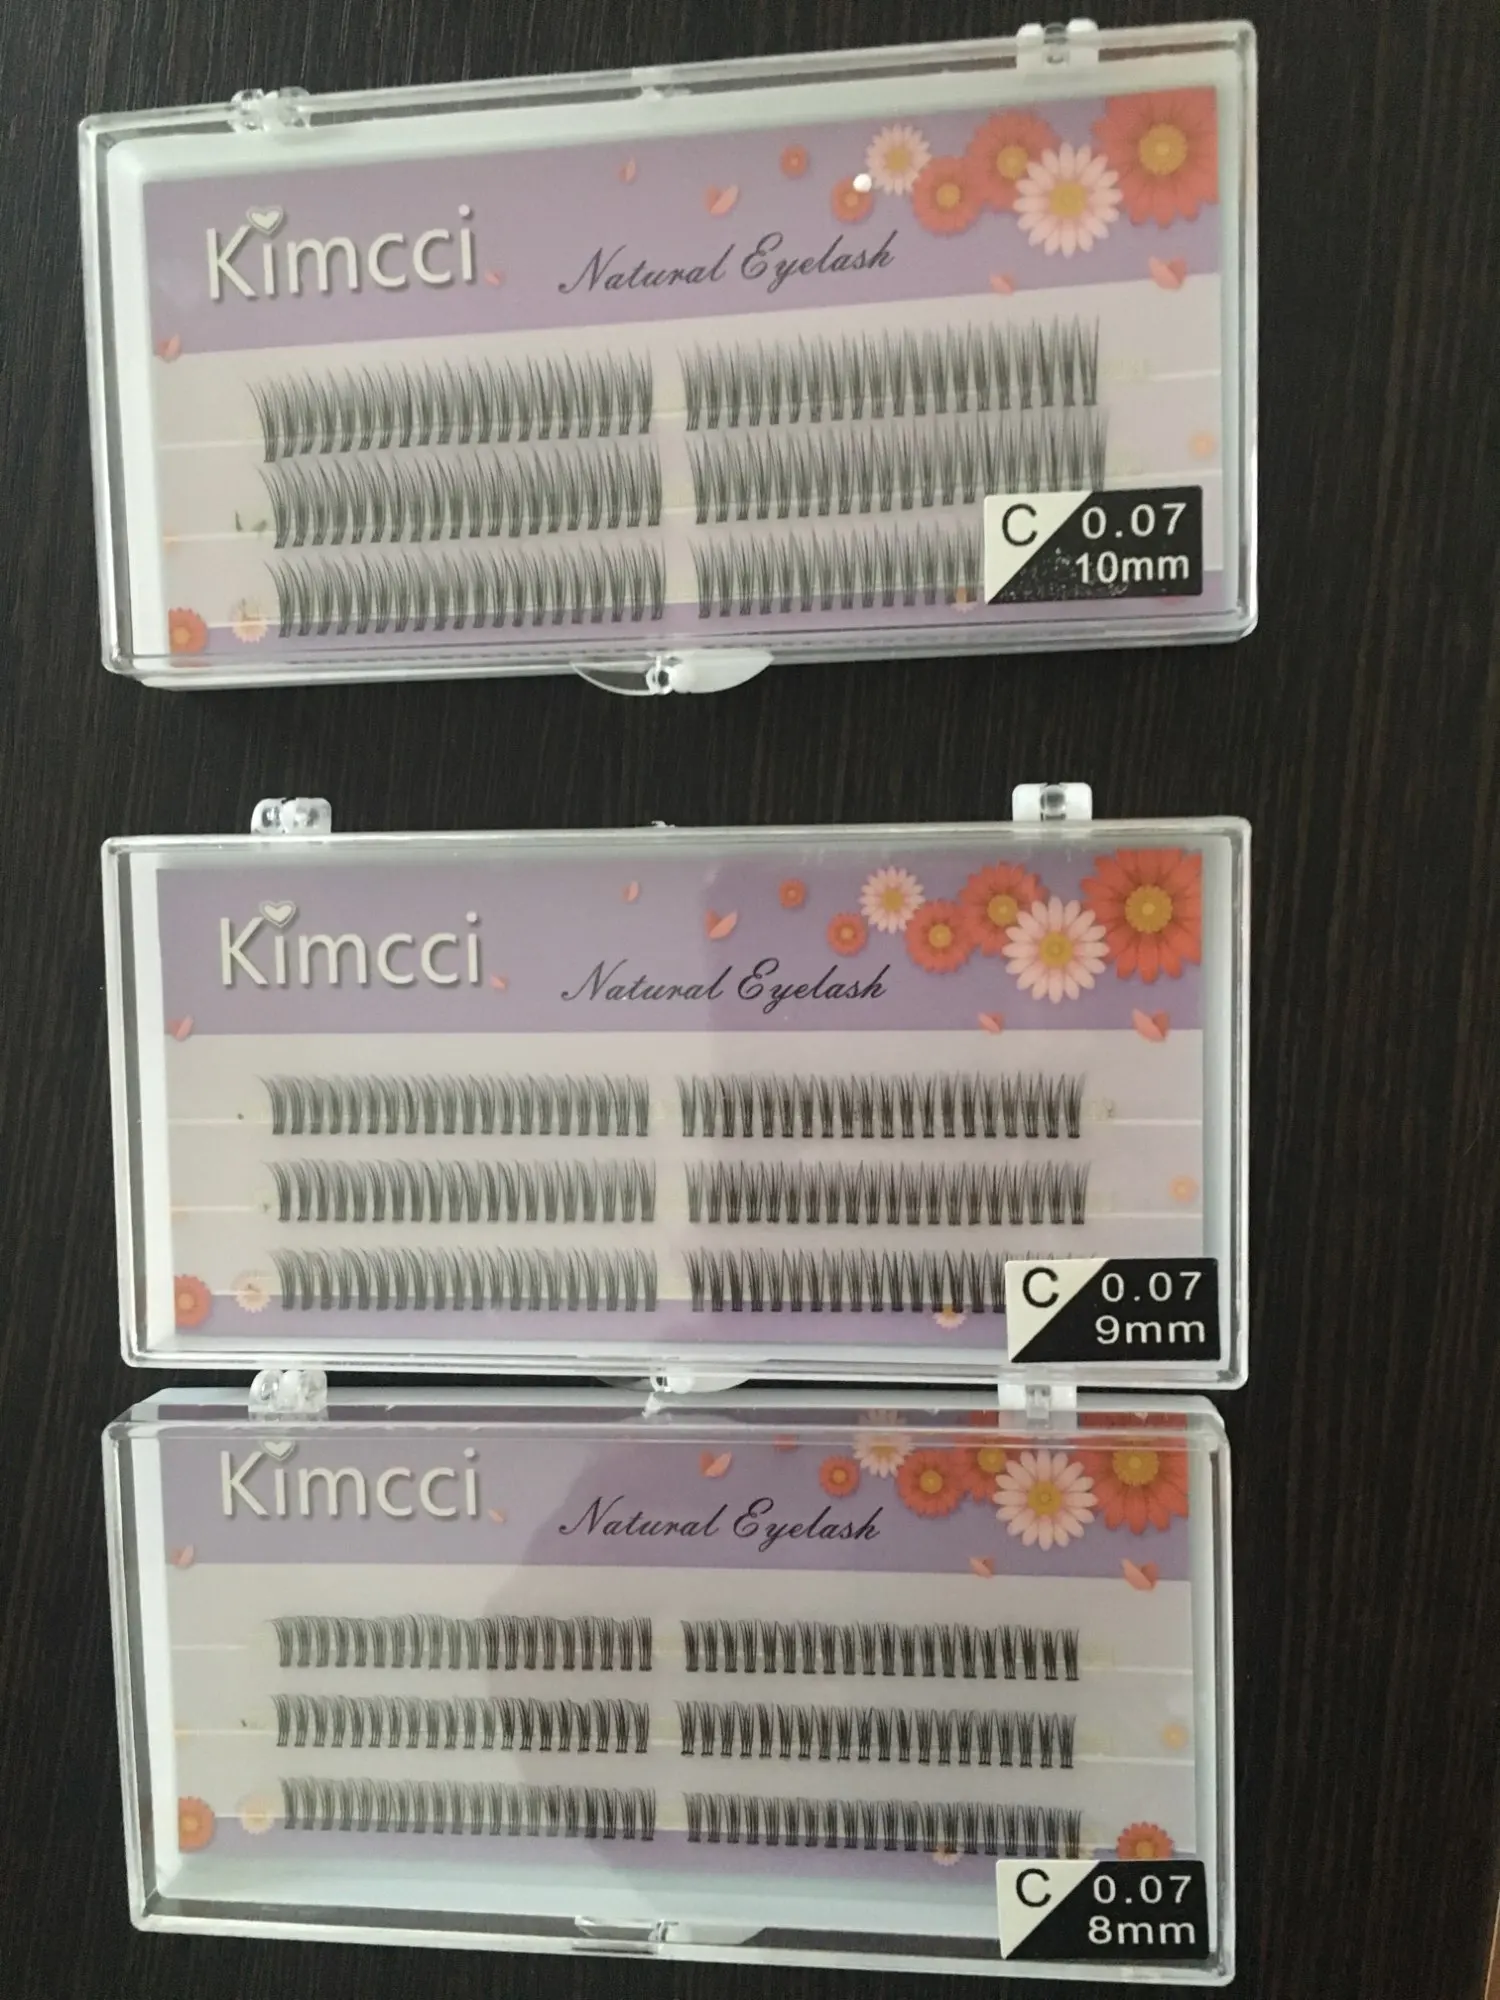 Kimcci
Natural Eyelash
C 0.07
10mm
Kimcci
Natural Eyelash
C 0.07
9mm
Kimcci
Natural Eyelash
C 0.07
8mm